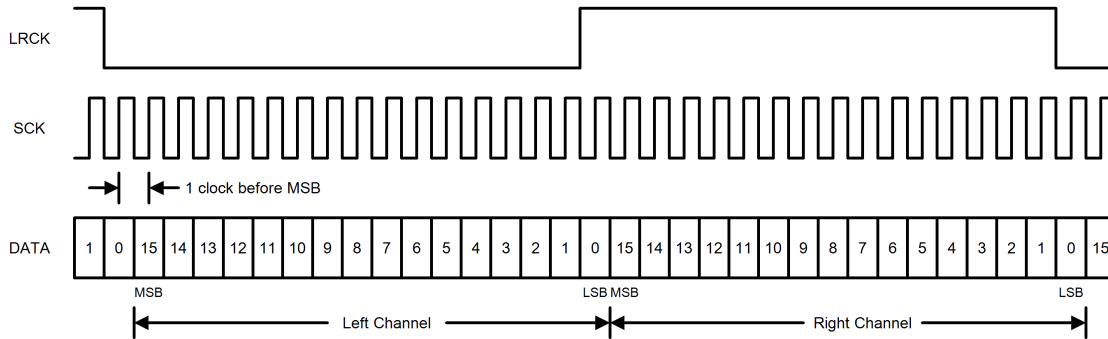 LRCK
SCK
1 clock before MSB
DATA 1 0 15 14 13 12 11 10 9 8 7 6 5 4 3 2 1 0 15 14 13 12 11 10 9 8 7 6 5 4 3 2 1 0 15
MSB LSB MSB LSB
Left Channel Right Channel